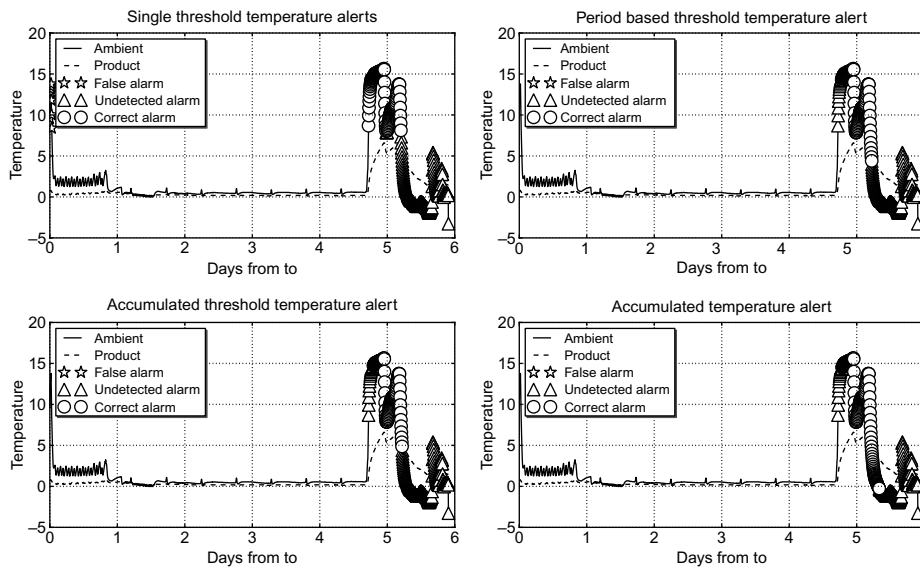 Single threshold temperature alerts
Temperature
20
15
10
5
0
–5
Ambient
Product
False alarm
Undetected alarm
Correct alarm
0 1 2 3 4 5 6
Days from to
Period based threshold temperature alert
Temperature
20
15
10
5
0
–5
Ambient
Product
False alarm
Undetected alarm
Correct alarm
0 1 2 3 4 5
Days from to
Accumulated threshold temperature alert
Temperature
20
15
10
5
0
–5
Ambient
Product
False alarm
Undetected alarm
Correct alarm
0 1 2 3 4 5 6
Days from to
Accumulated temperature alert
Temperature
20
15
10
5
0
–5
Ambient
Product
False alarm
Undetected alarm
Correct alarm
0 1 2 3 4 5
Days from to